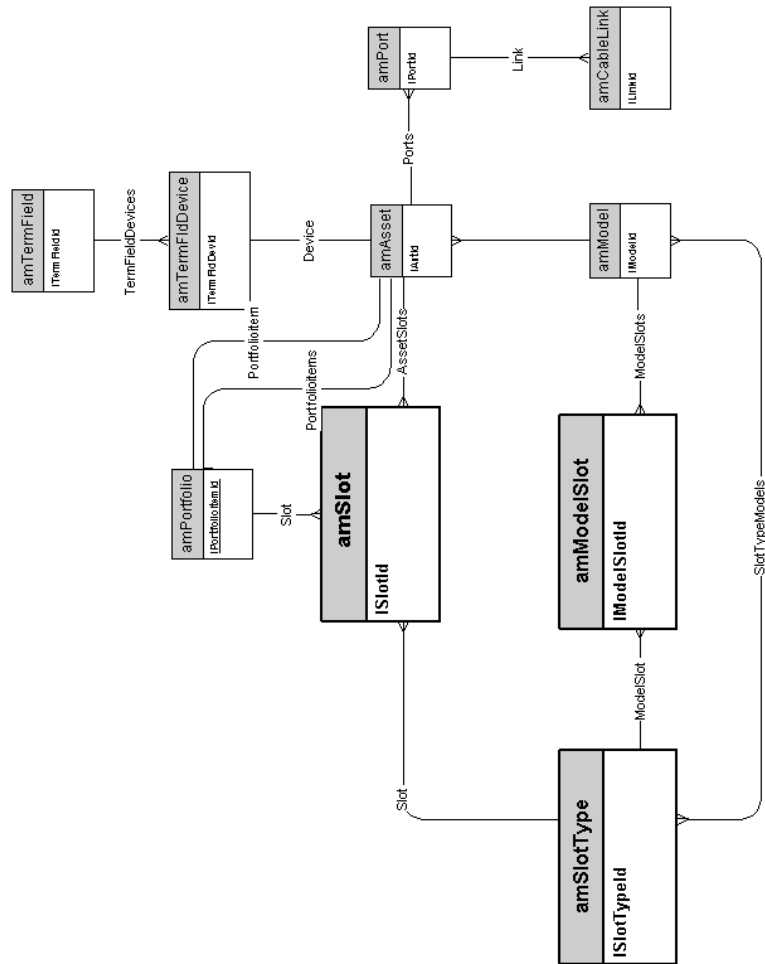 amTermField
lTermFieldId
TermFieldDevices
amPortfolio
lPortfolioItemId
amTermFldDevice
lTermFldDevId
Portfolioitem
Slot
Portfolioitems
Device
amSlot
lSlotId
amAsset
lAstId
amPort
lPortId
Slot
AssetSlots
Ports
Link
amSlotType
lSlotTypeId
amModelSlot
lModelSlotId
amModel
lModelId
amCableLink
lLinkId
ModelSlot
ModelSlots
SlotTypeModels